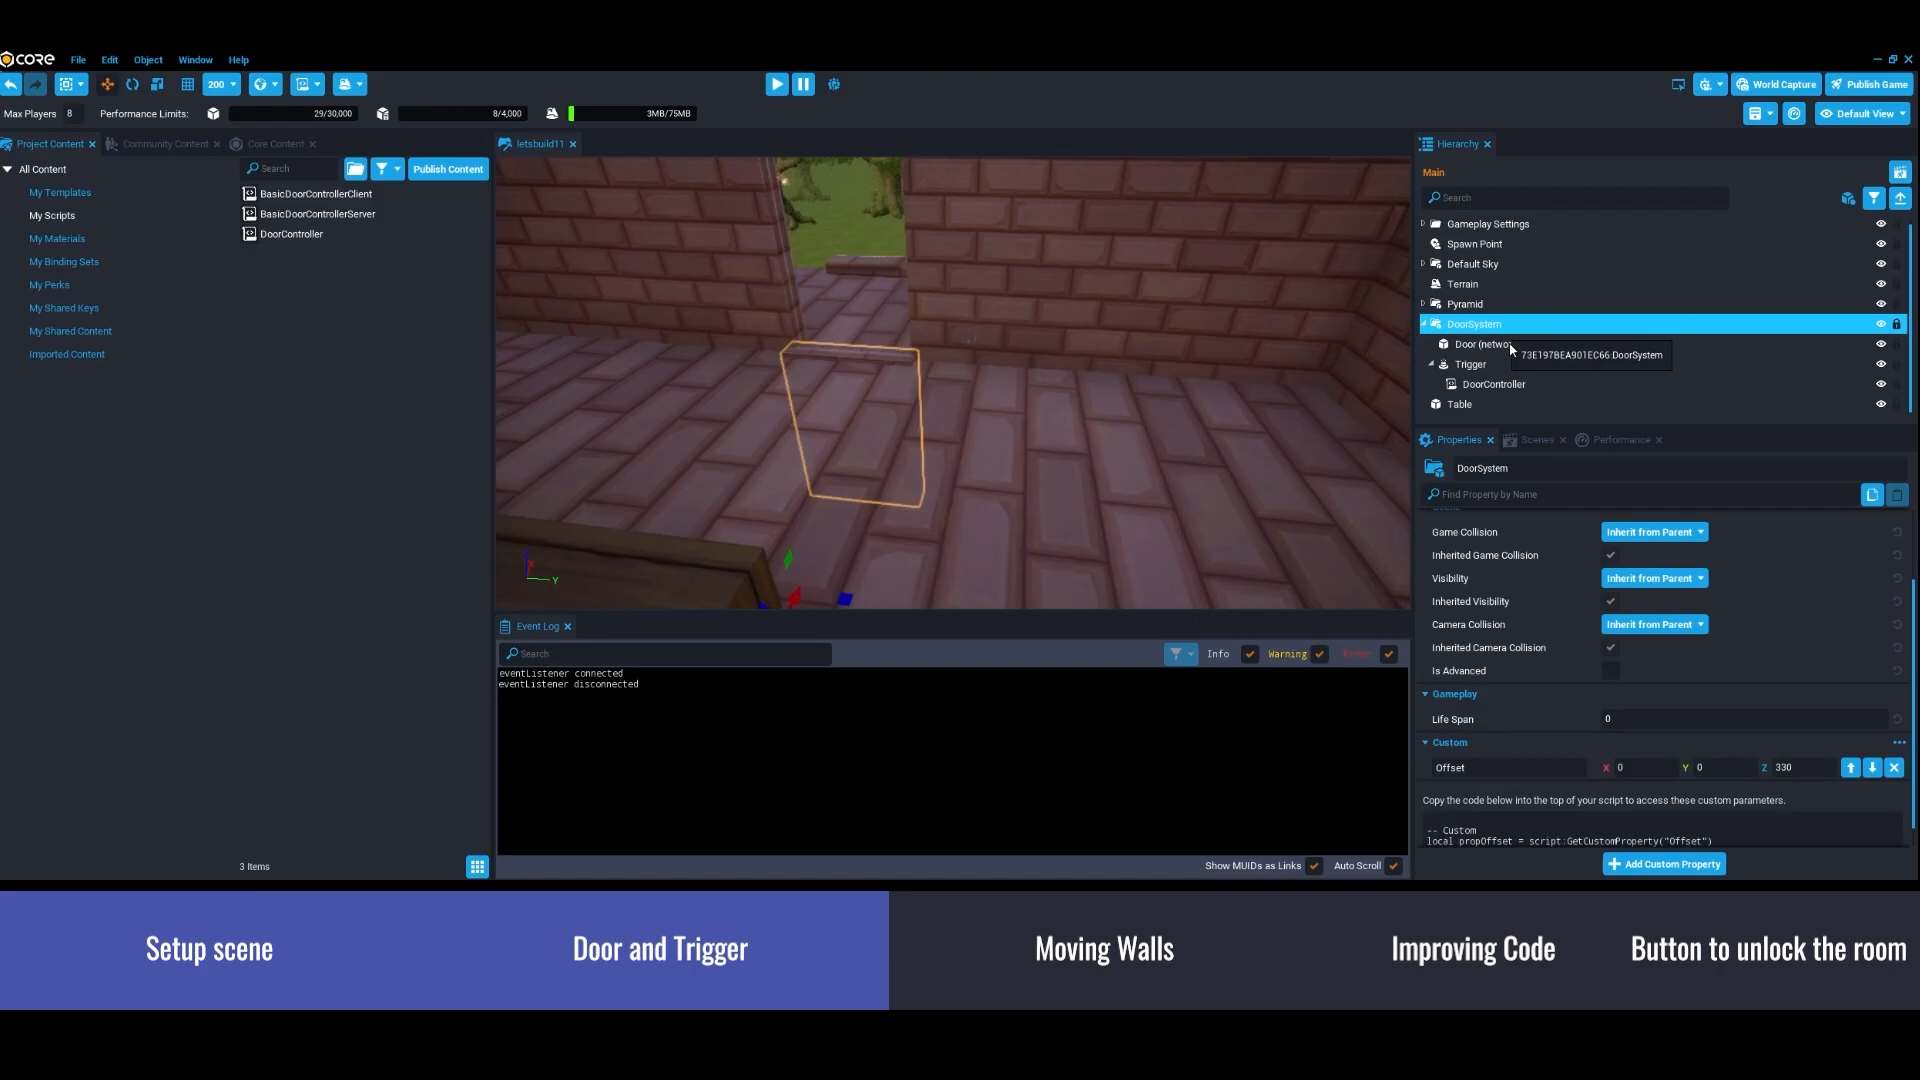 CORE File Edit Object Window Help
200 World Capture Publish Game
Max Players 8 Performance Limits: 29/30,000 8/4,000 3MB/75MB Default View
Project Content Community Content Core Content
All Content Search Publish Content
My Templates
My Scripts
My Materials
My Binding Sets
My Perks
My Shared Keys
My Shared Content
Imported Content
BasicDoorControllerClient
BasicDoorControllerServer
DoorController
3 Items
letsbuild11
Y
Event Log
Search Info Warning Error
eventListener connected
eventListener disconnected
Show MUIDs as Links Auto Scroll
Hierarchy
Main
Search
Gameplay Settings
Spawn Point
Default Sky
Terrain
Pyramid
DoorSystem
Door (netwo
73E197BEA901EC66:DoorSystem
Trigger
DoorController
Table
Properties Scenes Performance
DoorSystem
Find Property by Name
Game Collision Inherit from Parent
Inherited Game Collision
Visibility Inherit from Parent
Inherited Visibility
Camera Collision Inherit from Parent
Inherited Camera Collision
Is Advanced
Gameplay
Life Span 0
Custom
Offset X 0 Y 0 Z 330
Copy the code below into the top of your script to access these custom parameters.
-- Custom
local propOffset = script:GetCustomProperty("Offset")
Add Custom Property
Setup scene Door and Trigger Moving Walls Improving Code Button to unlock the room